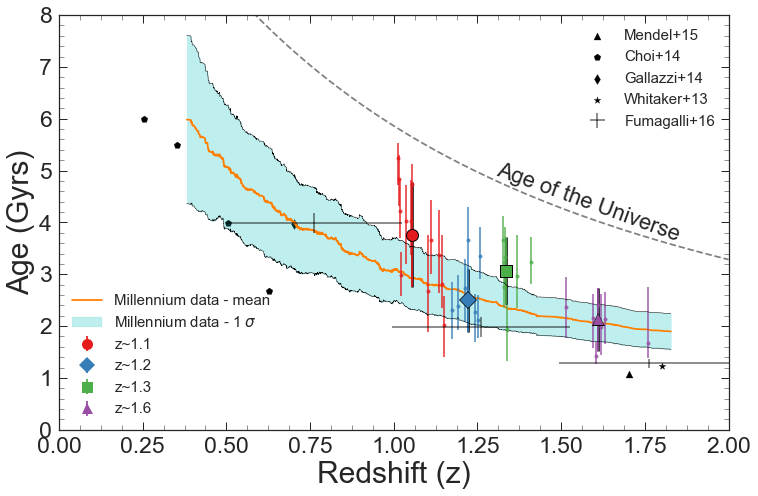 8
7
6
5
4
3
2
1
0
Age (Gyrs)
Mendel+15
Choi+14
Gallazzi+14
Whitaker+13
Fumagalli+16
Age of the Universe
Millennium data - mean
Millennium data - 1 σ
z~1.1
z~1.2
z~1.3
z~1.6
0.00 0.25 0.50 0.75 1.00 1.25 1.50 1.75 2.00
Redshift (z)